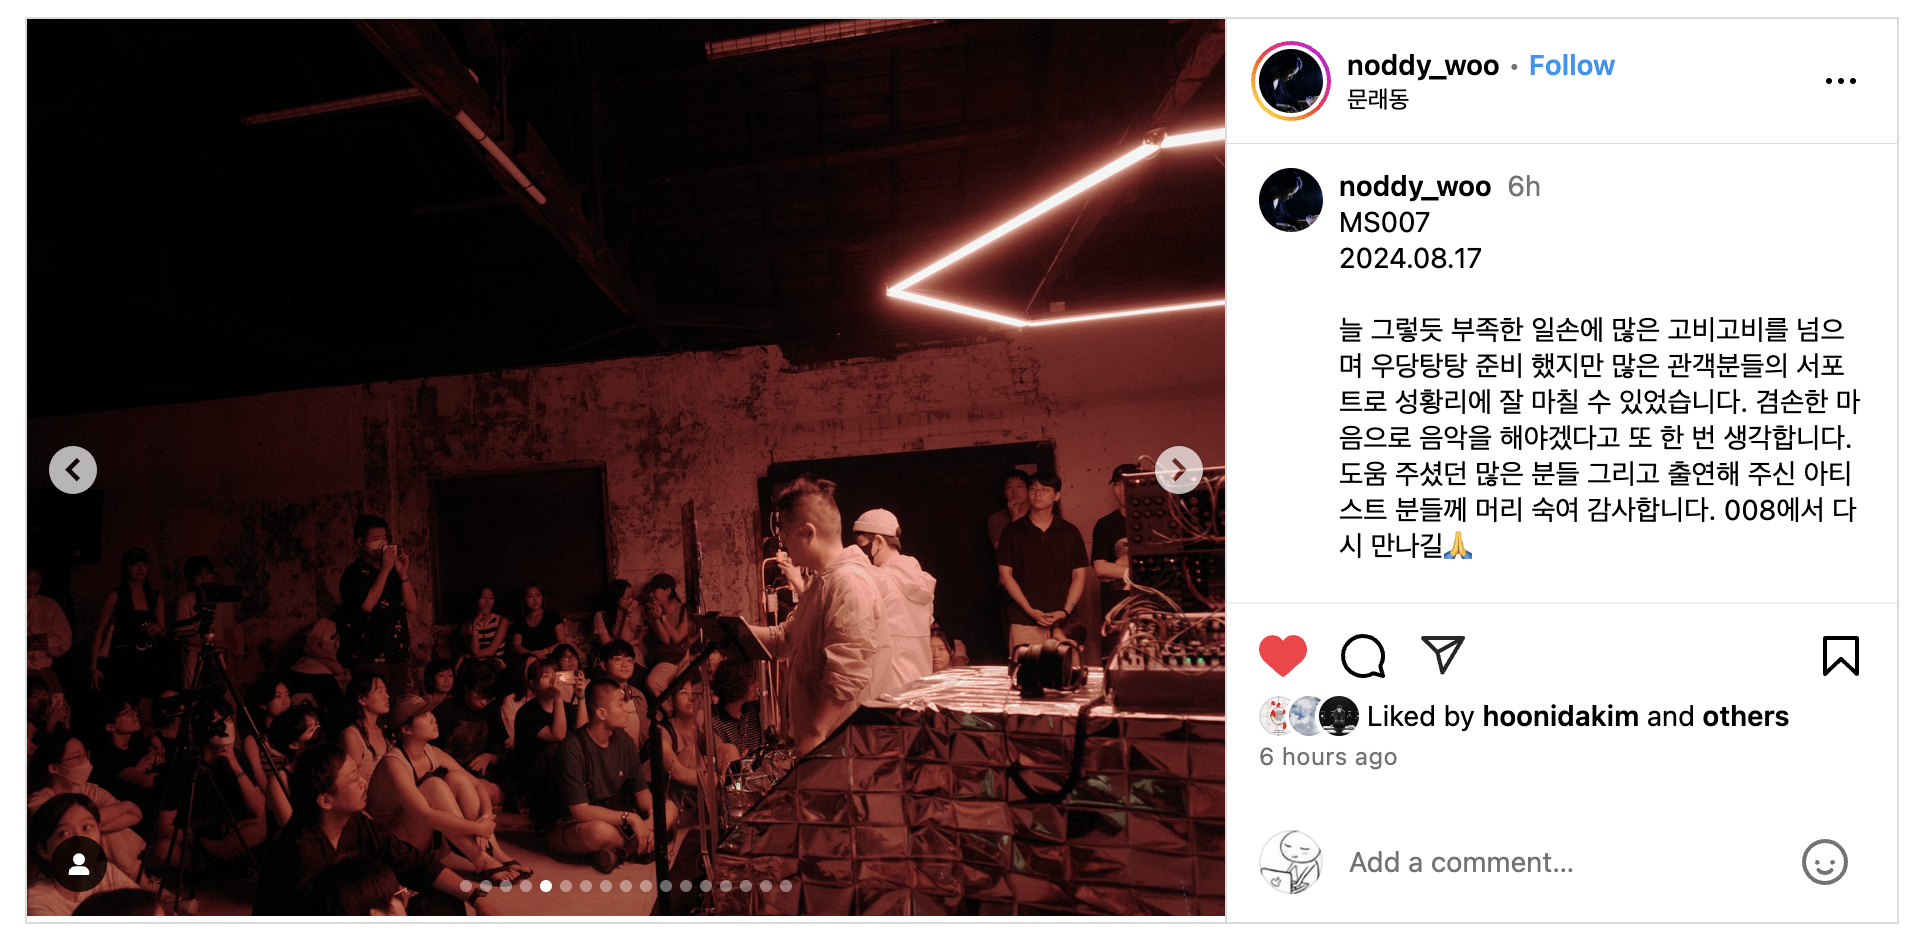 noddy_woo • Follow
문래동
noddy_woo 6h
MS007
2024.08.17
늘 그렇듯 부족한 일손에 많은 고비고비를 넘으
며 우당탕탕 준비 했지만 많은 관객분들의 서포
트로 성황리에 잘 마칠 수 있었습니다. 겸손한 마
음으로 음악을 해야겠다고 또 한 번 생각합니다.
도움 주셨던 많은 분들 그리고 출연해 주신 아티
스트 분들께 머리 숙여 감사합니다. 008에서 다
시 만나길🙏
Liked by hoonidakim and others
6 hours ago
Add a comment...